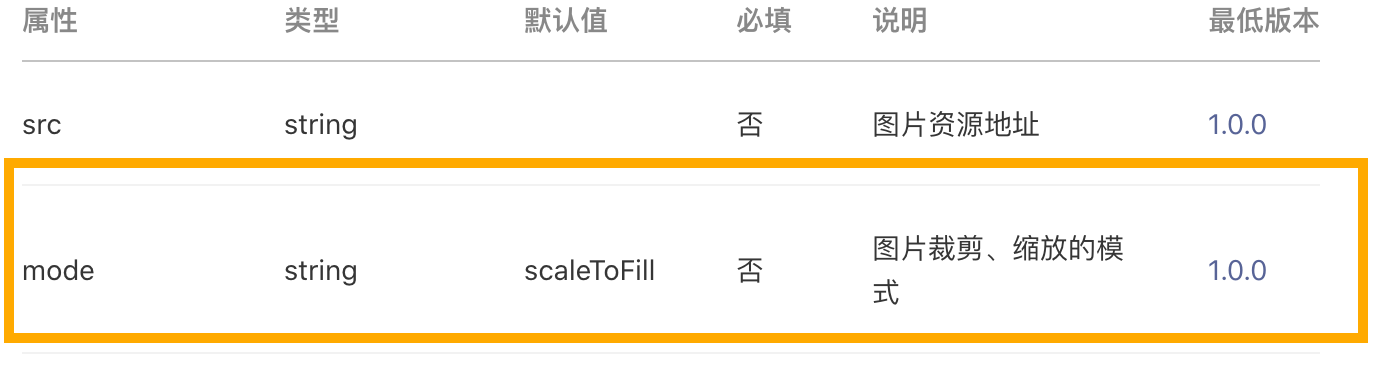 属性 类型 默认值 必填 说明 最低版本
src string 否 图片资源地址 1.0.0
mode string scaleToFill 否 图片裁剪、缩放的模
式 1.0.0